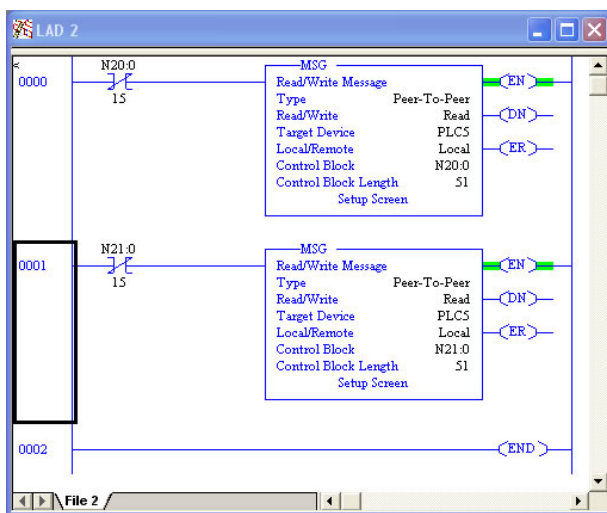 LAD 2
0000
N20:0
15
MSG
Read/Write Message
Type Peer-To-Peer
Read/Write Read
Target Device PLC5
Local/Remote Local
Control Block N20:0
Control Block Length 51
Setup Screen
EN
DN
ER
0001
N21:0
15
MSG
Read/Write Message
Type Peer-To-Peer
Read/Write Read
Target Device PLC5
Local/Remote Local
Control Block N21:0
Control Block Length 51
Setup Screen
EN
DN
ER
0002
END
File 2